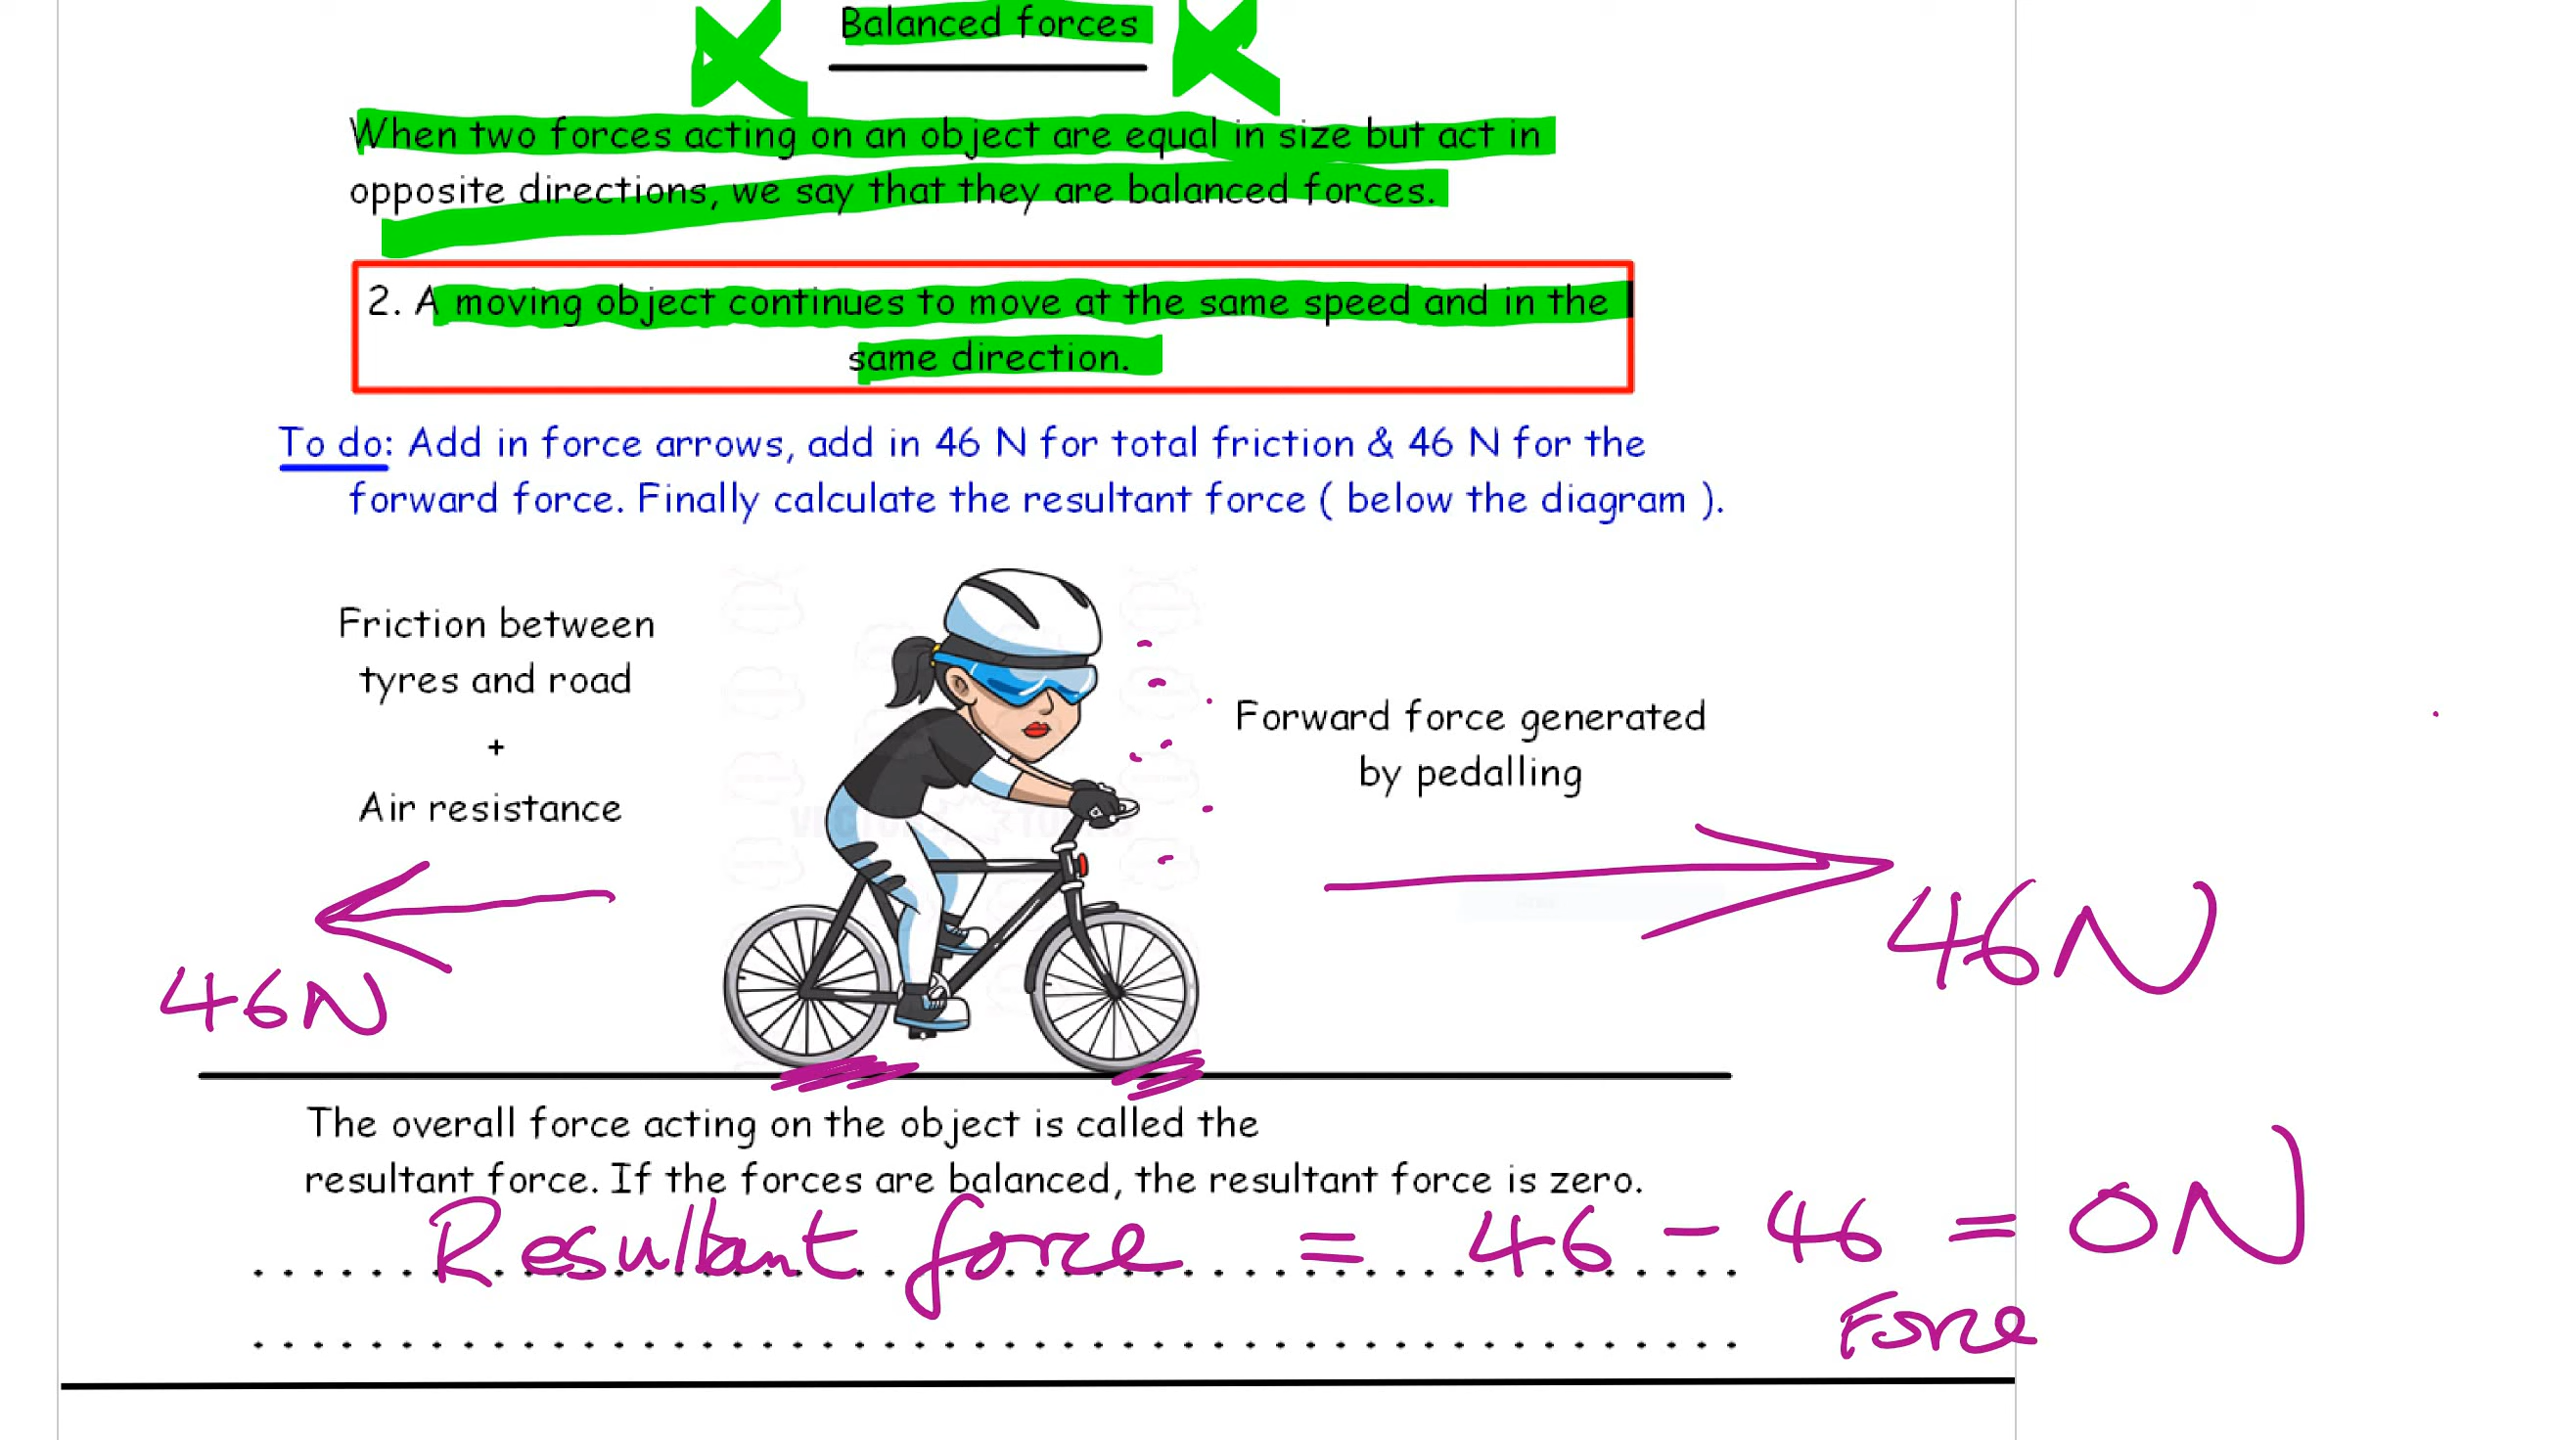 Balanced forces
When two forces acting on an object are equal in size but act in
opposite directions, we say that they are balanced forces.
2. A moving object continues to move at the same speed and in the
same direction.
To do: Add in force arrows, add in 46 N for total friction & 46 N for the
forward force. Finally calculate the resultant force ( below the diagram ).
Friction between
tyres and road
+
Air resistance
Forward force generated
by pedalling
46N
46N
The overall force acting on the object is called the
resultant force. If the forces are balanced, the resultant force is zero.
Resultant force = 46 - 46 = 0N
Force